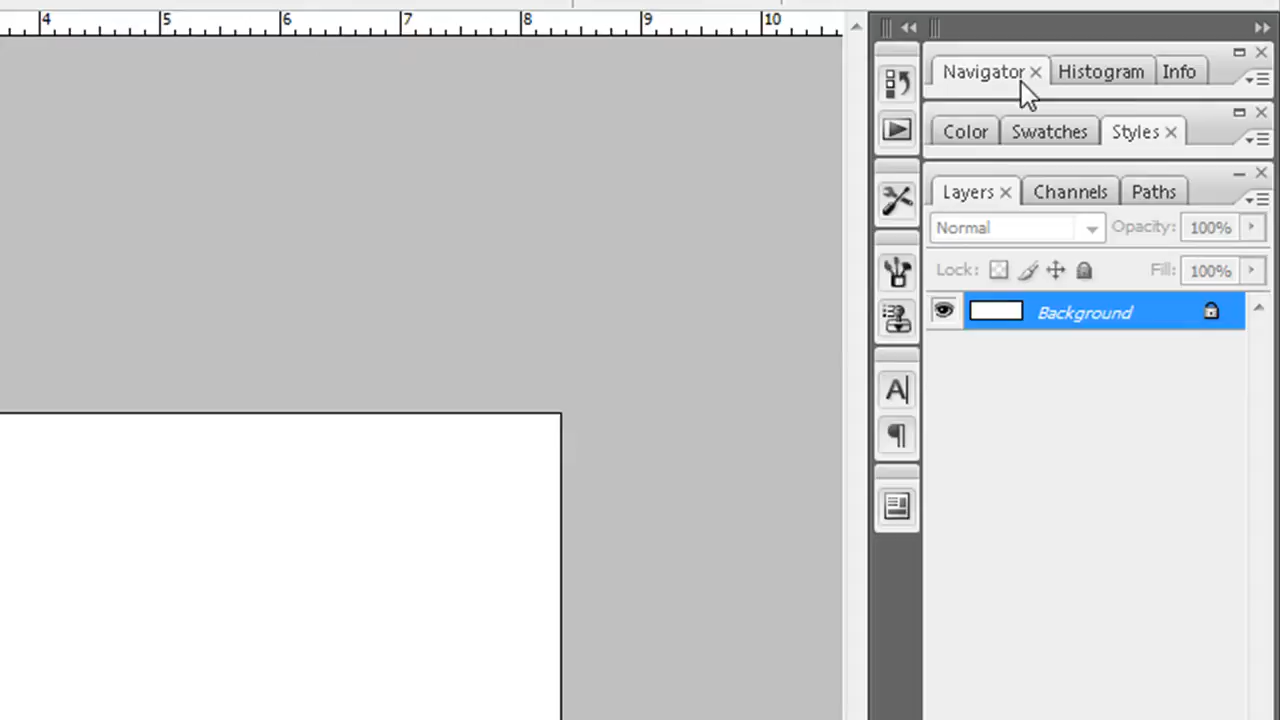 4 5 6 7 8 9 10
Navigator Histogram Info
Color Swatches Styles
Layers Channels Paths
Normal Opacity: 100%
Lock: Fill: 100%
Background
A